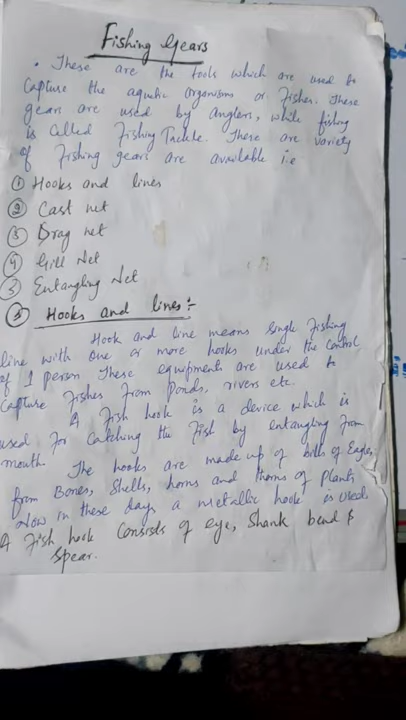 Fishing Gears
• These are the tools which are used to
Capture the aquatic organisms or Fishes. These
gears are used by anglers, while fishing
is called Fishing Tackle. There are variety
of Fishing gears are available i.e
① Hooks and lines
② Cast net
③ Drag net
④ Gill Net
⑤ Entangling Net
③ Hooks and lines:-
Hook and line means single Fishing
line with one or more hooks under the control
of 1 person These equipments are used to
Capture Fishes From Ponds, rivers etc.
A Fish hook is a device which is
used For Catching the Fish by entangling From
mouth. The hooks are made up of bills of Eagle,
from Bones, Shells, horns and thorns of Plants
Now in these days a metallic hook is used
A Fish hook Consists of eye, Shank bend &
Spear.